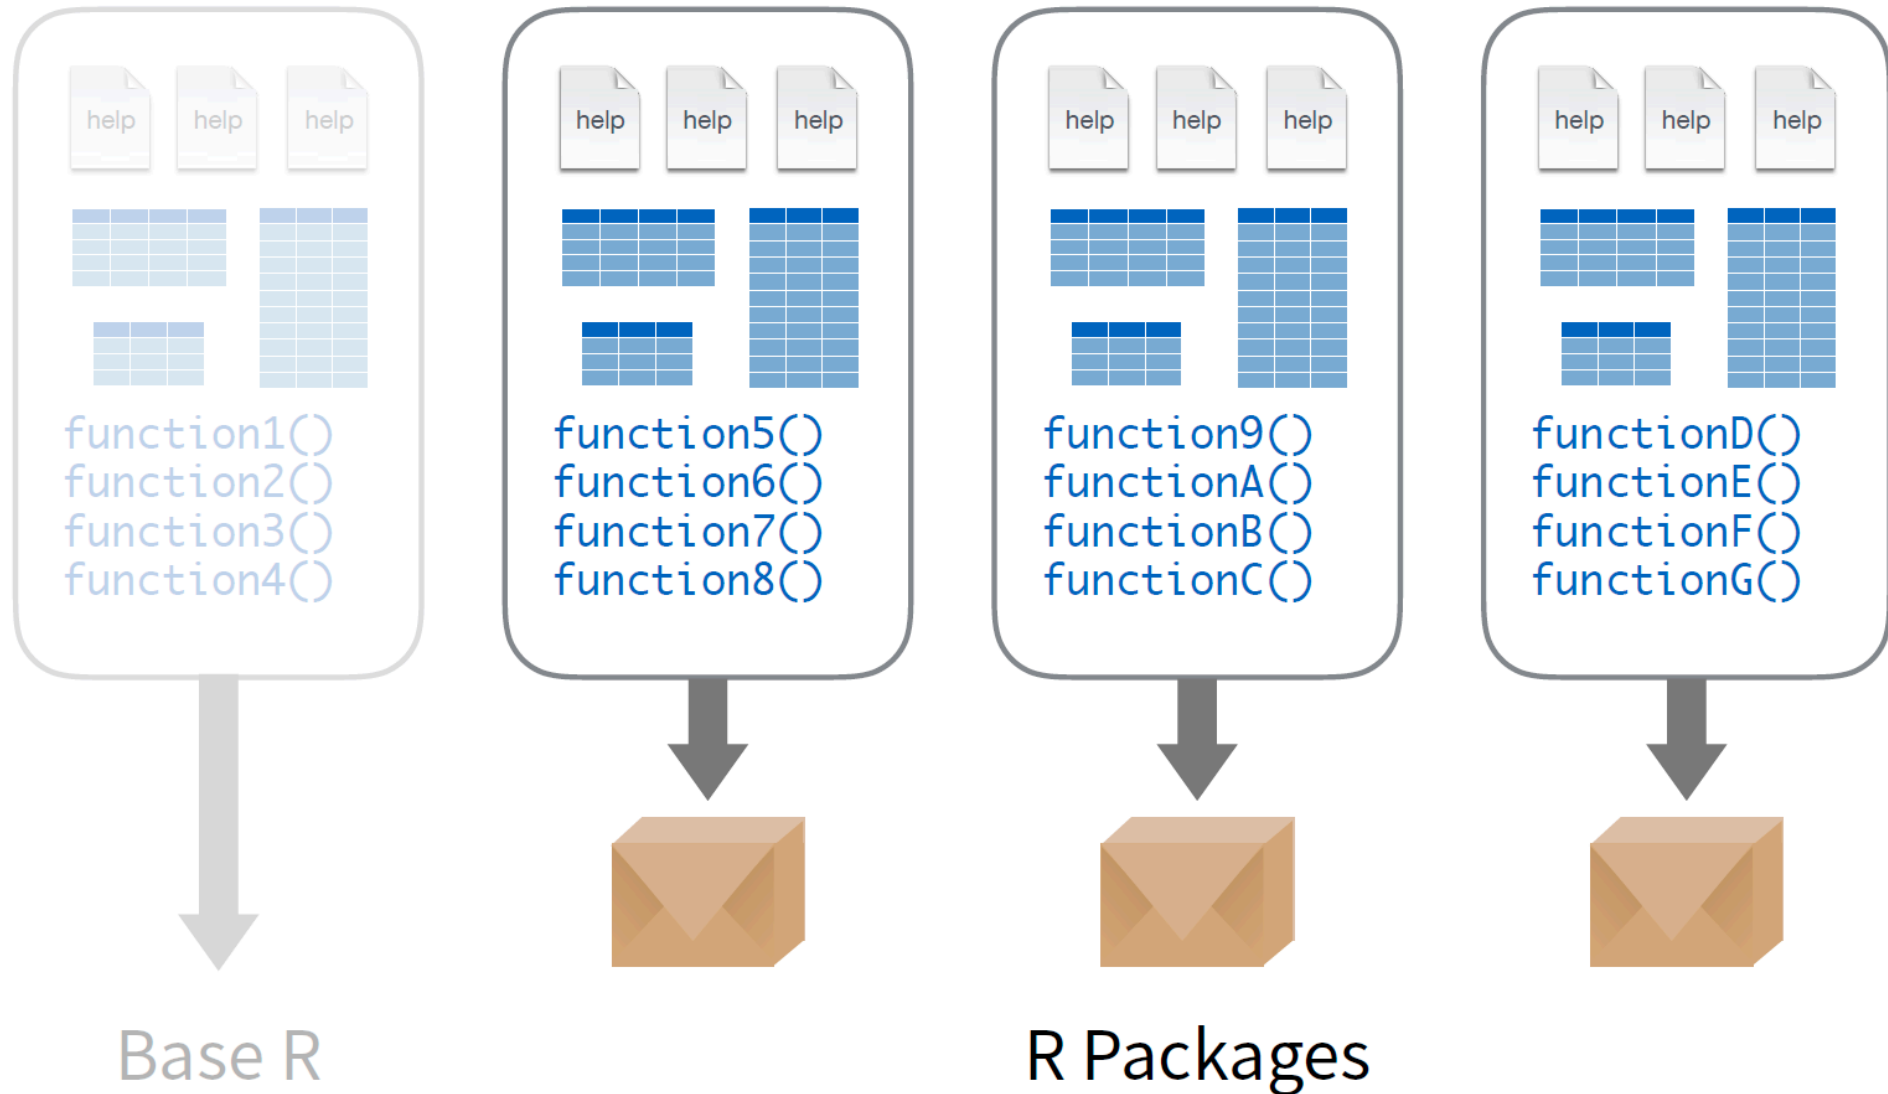 help help help
function1()
function2()
function3()
function4()
help help help
function5()
function6()
function7()
function8()
help help help
function9()
functionA()
functionB()
functionC()
help help help
functionD()
functionE()
functionF()
functionG()
Base R
R Packages